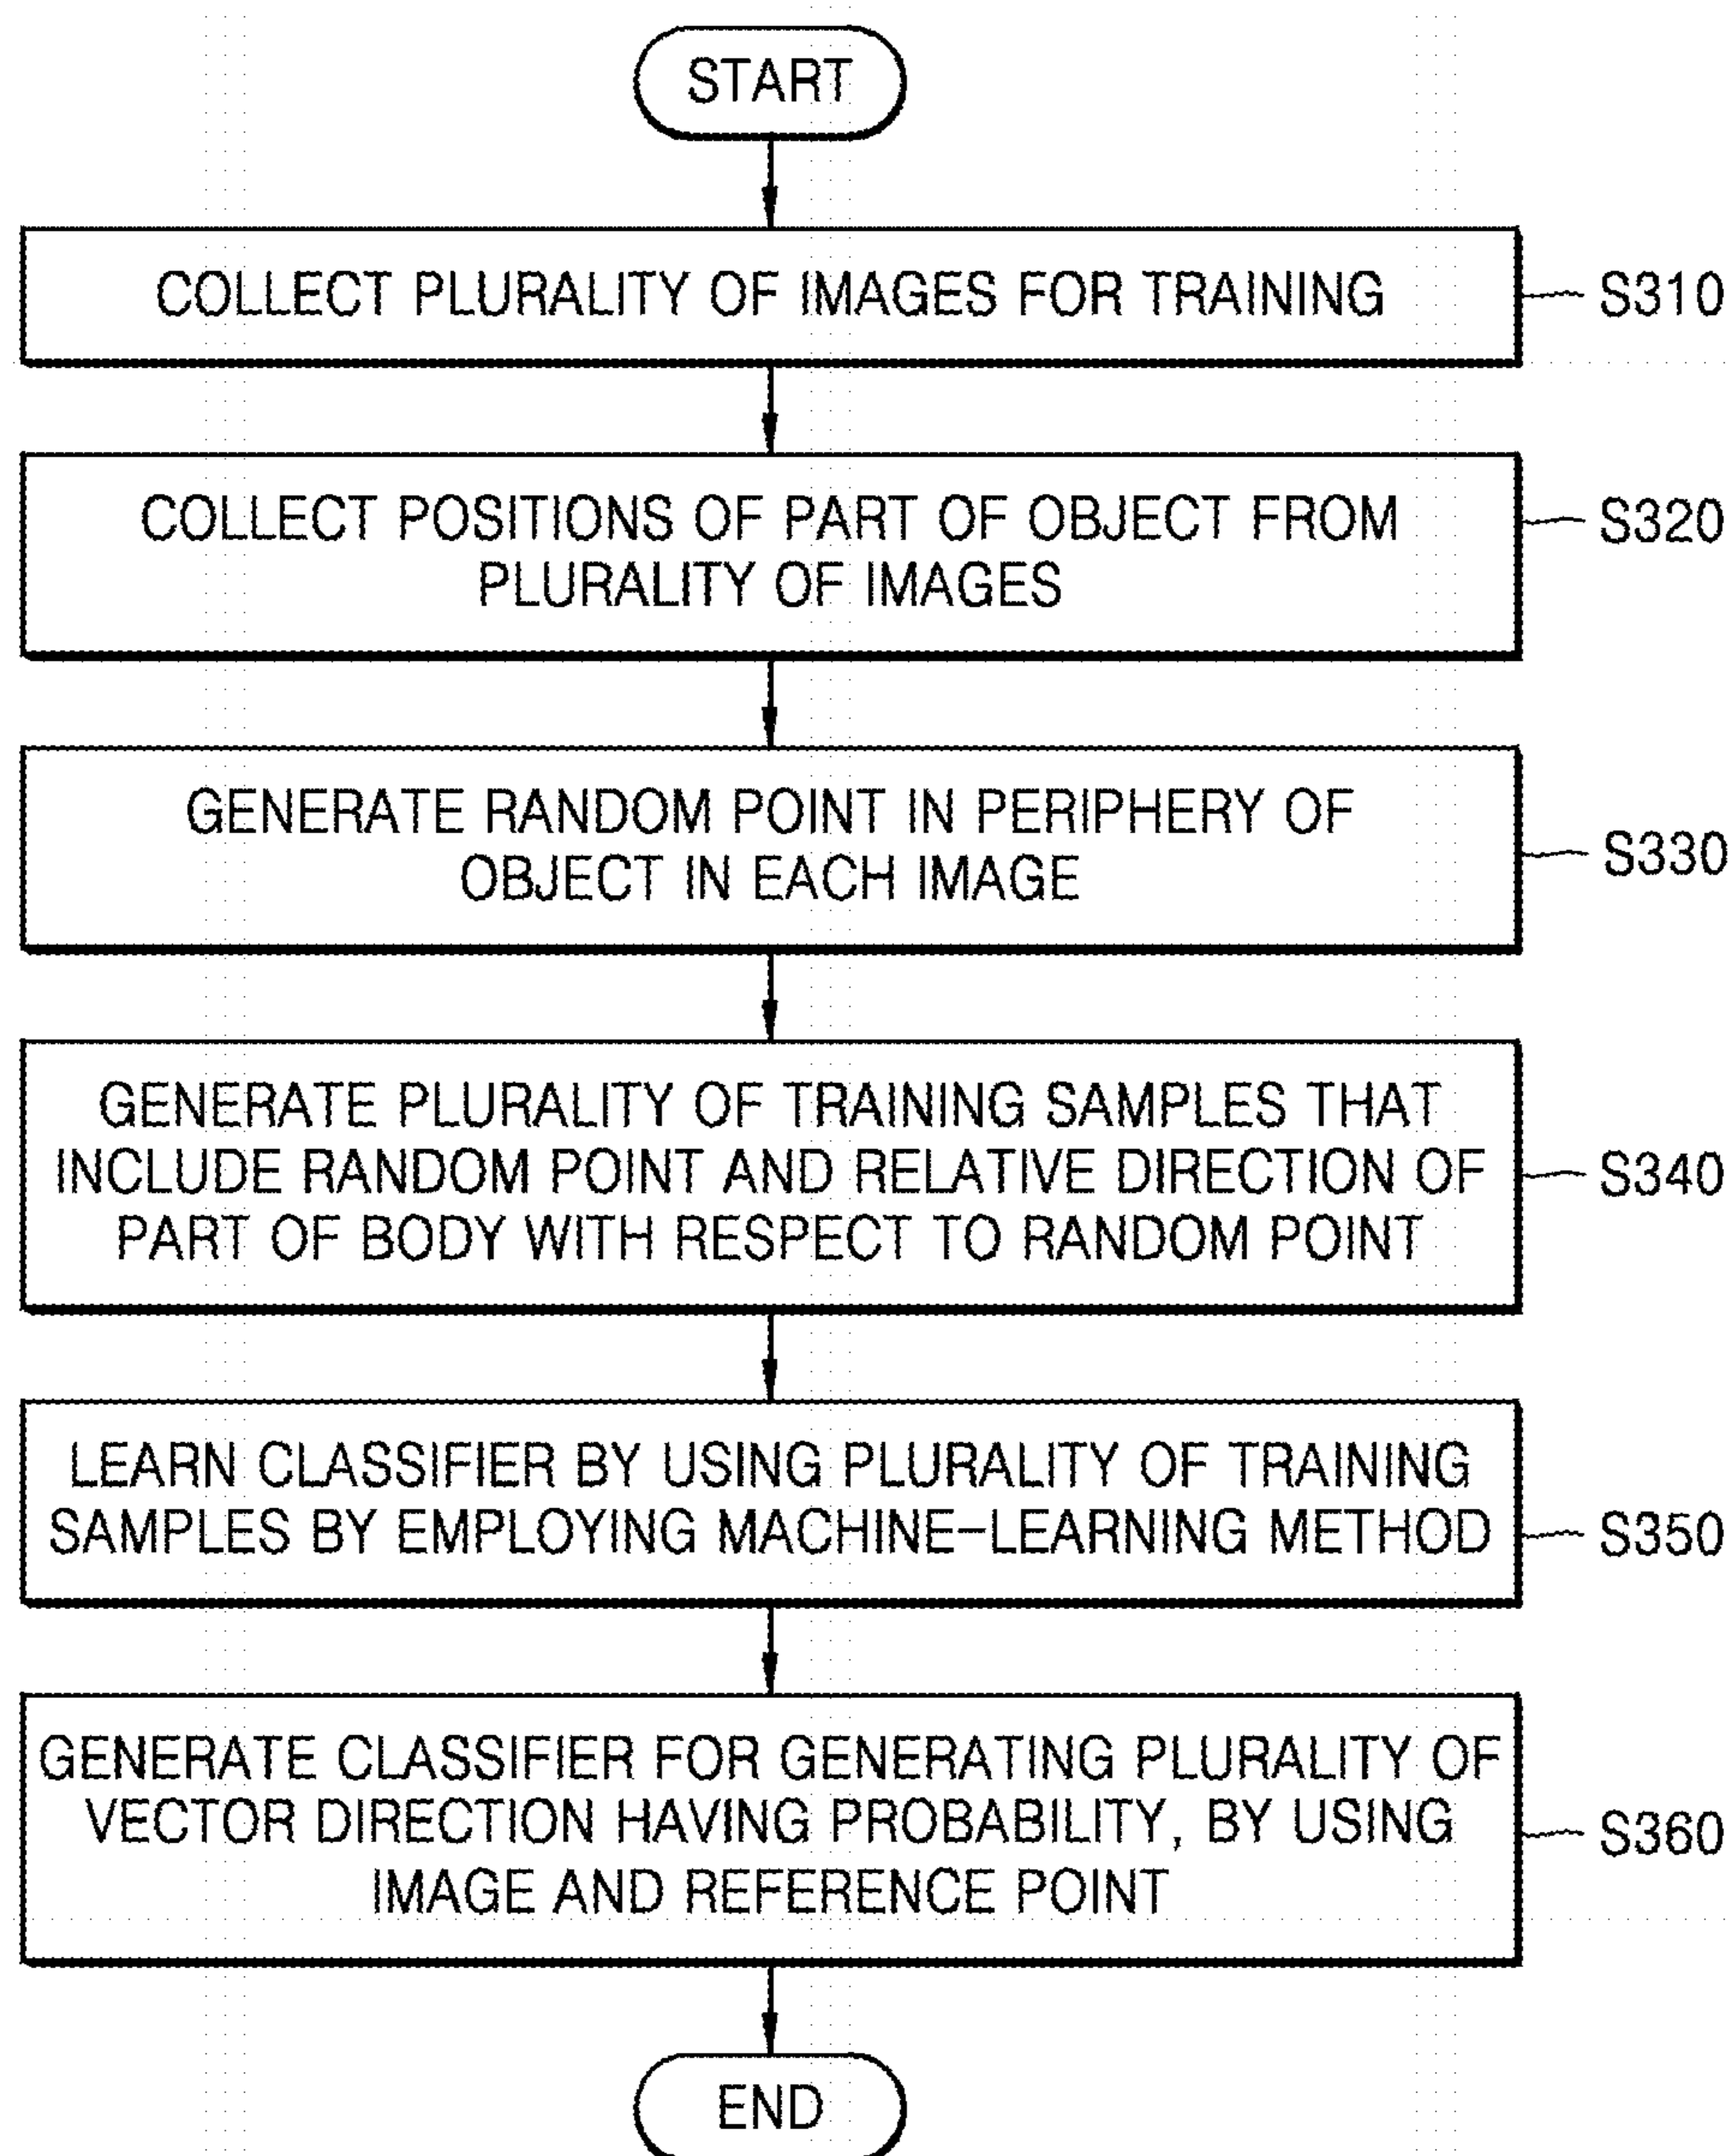 START
COLLECT PLURALITY OF IMAGES FOR TRAINING
S310
COLLECT POSITIONS OF PART OF OBJECT FROM
PLURALITY OF IMAGES
S320
GENERATE RANDOM POINT IN PERIPHERY OF
OBJECT IN EACH IMAGE
S330
GENERATE PLURALITY OF TRAINING SAMPLES THAT
INCLUDE RANDOM POINT AND RELATIVE DIRECTION OF
PART OF BODY WITH RESPECT TO RANDOM POINT
S340
LEARN CLASSIFIER BY USING PLURALITY OF TRAINING
SAMPLES BY EMPLOYING MACHINE-LEARNING METHOD
S350
GENERATE CLASSIFIER FOR GENERATING PLURALITY OF
VECTOR DIRECTION HAVING PROBABILITY, BY USING
IMAGE AND REFERENCE POINT
S360
END